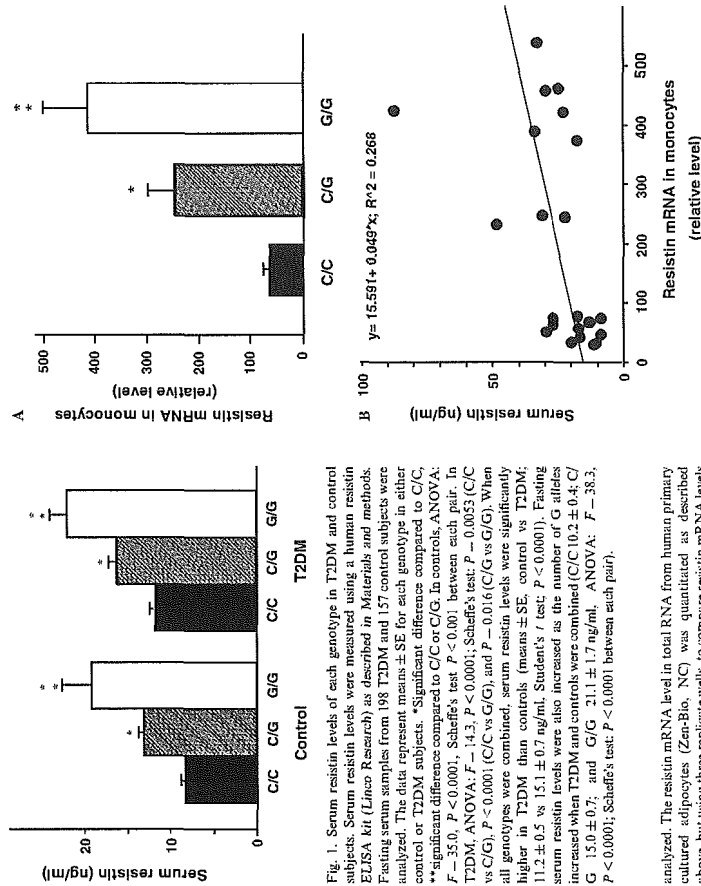 Serum resistin (ng/ml)
20
10
0
*
* *
*
* *
C/C C/G G/G C/C C/G G/G
Control T2DM
Fig. 1. Serum resistin levels of each genotype in T2DM and control
subjects. Serum resistin levels were measured using a human resistin
ELISA kit (Linco Research) as described in Materials and methods.
Fasting serum samples from 198 T2DM and 157 control subjects were
analyzed. The data represent means ± SE for each genotype in either
control or T2DM subjects. *Significant difference compared to C/C,
**significant difference compared to C/C or C/G. In controls, ANOVA:
F – 35.0, P < 0.0001, Scheffe's test P < 0.001 between each pair. In
T2DM, ANOVA: F – 14.3, P < 0.0001; Scheffe's test: P – 0.0053 (C/C
vs C/G), P < 0.0001 (C/C vs G/G), and P – 0.016 (C/G vs G/G). When
all genotypes were combined, serum resistin levels were significantly
higher in T2DM than controls (means ± SE, control vs T2DM;
11.2 ± 0.5 vs 15.1 ± 0.7 ng/ml, Student's t test; P < 0.0001). Fasting
serum resistin levels were also increased as the number of G alleles
increased when T2DM and controls were combined (C/C 10.2 ± 0.4; C/
G 15.0 ± 0.7; and G/G 21.1 ± 1.7 ng/ml, ANOVA: F – 38.3,
P < 0.0001; Scheffe's test: P < 0.0001 between each pair).
analyzed. The resistin mRNA level in total RNA from human primary
cultured adipocytes (Zen-Bio, NC) was quantitated as described
above, but using three replicate wells, to compare resistin mRNA levels
A
Resistin mRNA in monocytes
(relative level)
500
400
300
200
100
0
*
* *
C/C C/G G/G
B
Serum resistin (ng/ml)
100
50
0
y= 15.591+ 0.049*x; R^2 = 0.268
0 100 200 300 400 500
Resistin mRNA in monocytes
(relative level)